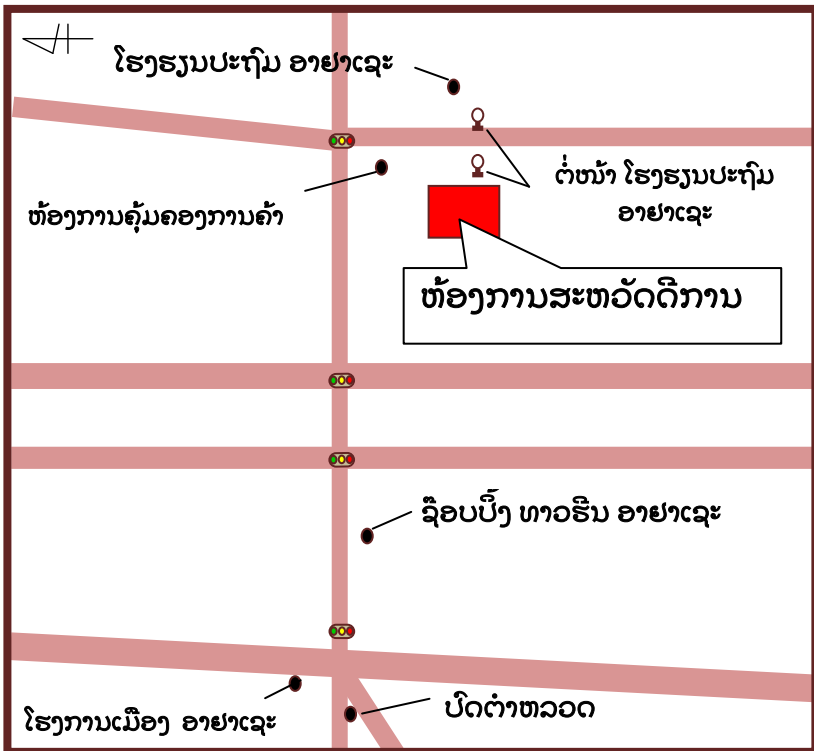 ໂຮງຮຽນປະຖົມ ອາຢາເຊະ
ຕໍ່ໜ້າ ໂຮງຮຽນປະຖົມ
ອາຢາເຊະ
ຫ້ອງການຄຸ້ມຄອງການຄ້າ
ຫ້ອງການສະຫວັດດີການ
ຊ໊ອບປິ້ງ ທາວຮີນ ອາຢາເຊະ
ໂຮງການເມືອງ ອາຢາເຊະ
ປົດຕຳຫລວດ